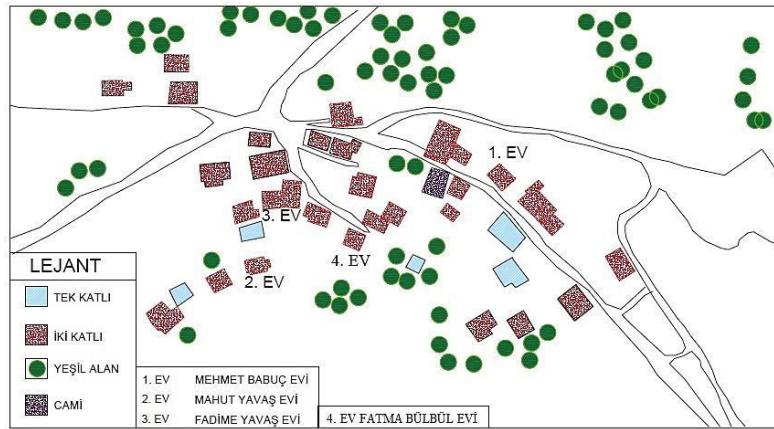 1. EV
3. EV
4. EV
2. EV
LEJANT
TEK KATLI
İKİ KATLI
YEŞİL ALAN
CAMİ
1. EV MEHMET BABUÇ EVİ
2. EV MAHUT YAVAŞ EVİ
3. EV FADİME YAVAŞ EVİ
4. EV FATMA BÜLBÜL EVİ